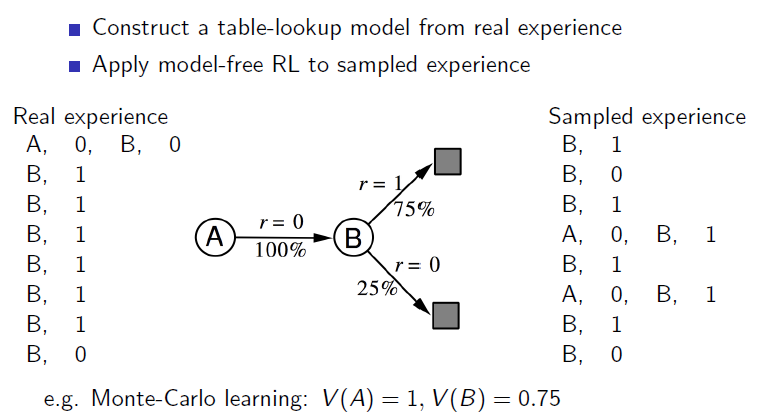 Construct a table-lookup model from real experience
Apply model-free RL to sampled experience
Real experience
A, 0, B, 0
B, 1
B, 1
B, 1
B, 1
B, 1
B, 1
B, 0
A
r = 0
100%
B
r = 1
75%
r = 0
25%
Sampled experience
B, 1
B, 0
B, 1
A, 0, B, 1
B, 1
A, 0, B, 1
B, 1
B, 0
e.g. Monte-Carlo learning: V(A) = 1, V(B) = 0.75